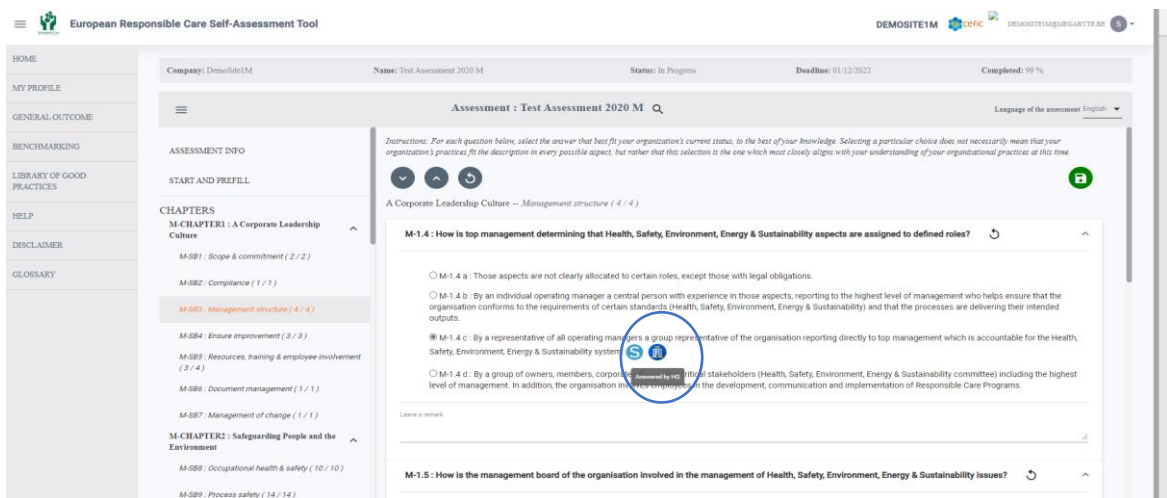 European Responsible Care Self-Assessment Tool
DEMOSITE1M
cefic
DEMOSITE1M@MEGABYTE.BE
S
HOME
MY PROFILE
GENERAL OUTCOME
BENCHMARKING
LIBRARY OF GOOD
PRACTICES
HELP
DISCLAIMER
GLOSSARY
Company: DemoSite1M
Name: Test Assessment 2020 M
Status: In Progress
Deadline: 01/12/2022
Completed: 99 %
Assessment : Test Assessment 2020 M
Language of the assessment English
ASSESSMENT INFO
START AND PREFILL
CHAPTERS
M-CHAPTER1 : A Corporate Leadership
Culture
M-SB1 : Scope & commitment ( 2 / 2 )
M-SB2 : Compliance ( 1 / 1 )
M-SB3 : Management structure ( 4 / 4 )
M-SB4 : Ensure improvement ( 3 / 3 )
M-SB5 : Resources, training & employee involvement
( 3 / 4 )
M-SB6 : Document management ( 1 / 1 )
M-SB7 : Management of change ( 1 / 1 )
M-CHAPTER2 : Safeguarding People and the
Environment
M-SB8 : Occupational health & safety ( 10 / 10 )
M-SB9 : Process safety ( 14 / 14 )
Instructions: For each question below, select the answer that best fit your organization's current status, to the best of your knowledge. Selecting a particular choice does not necessarily mean that your
organization's practices fit the description in every possible aspect, but rather that this selection is the one which most closely aligns with your understanding of your organizational practices at this time.
A Corporate Leadership Culture -- Management structure ( 4 / 4 )
M-1.4 : How is top management determining that Health, Safety, Environment, Energy & Sustainability aspects are assigned to defined roles?
M-1.4 a : Those aspects are not clearly allocated to certain roles, except those with legal obligations.
M-1.4 b : By an individual operating manager a central person with experience in those aspects, reporting to the highest level of management who helps ensure that the
organisation conforms to the requirements of certain standards (Health, Safety, Environment, Energy & Sustainability) and that the processes are delivering their intended
outputs.
M-1.4 c : By a representative of all operating managers a group representative of the organisation reporting directly to top management which is accountable for the Health,
Safety, Environment, Energy & Sustainability system
S
Answered by HQ
M-1.4 d : By a group of owners, members, corporate critical stakeholders (Health, Safety, Environment, Energy & Sustainability committee) including the highest
level of management. In addition, the organisation involves employees in the development, communication and implementation of Responsible Care Programs.
Leave a remark
M-1.5 : How is the management board of the organisation involved in the management of Health, Safety, Environment, Energy & Sustainability issues?